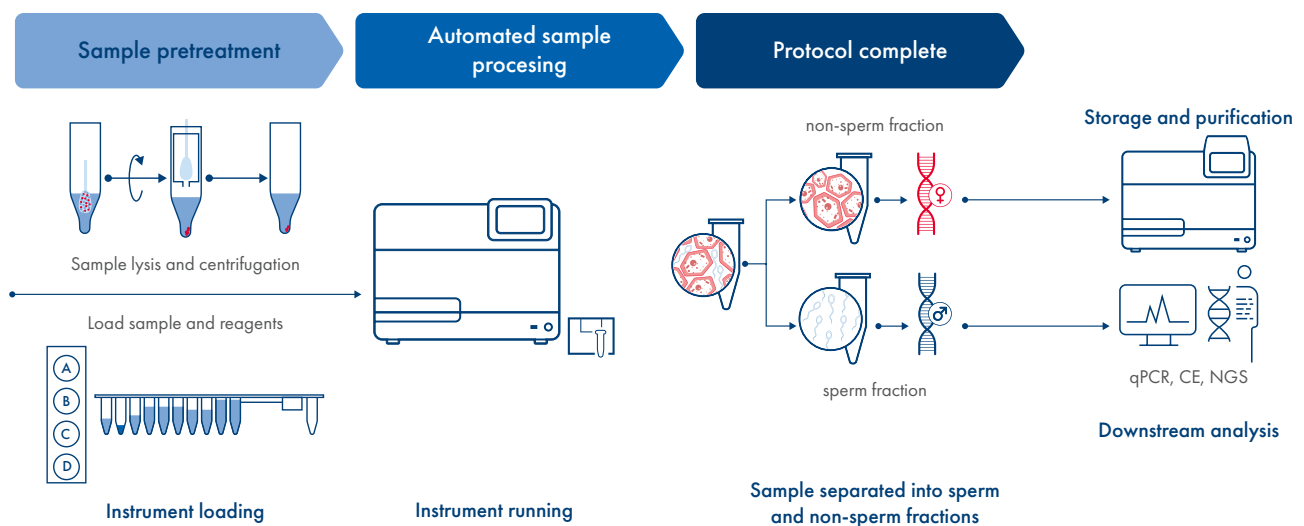 Sample pretreatment
Automated sample
procesing
Protocol complete
Sample lysis and centrifugation
Load sample and reagents
A
B
C
D
Instrument loading
Instrument running
non-sperm fraction
sperm fraction
Sample separated into sperm
and non-sperm fractions
Storage and purification
qPCR, CE, NGS
Downstream analysis